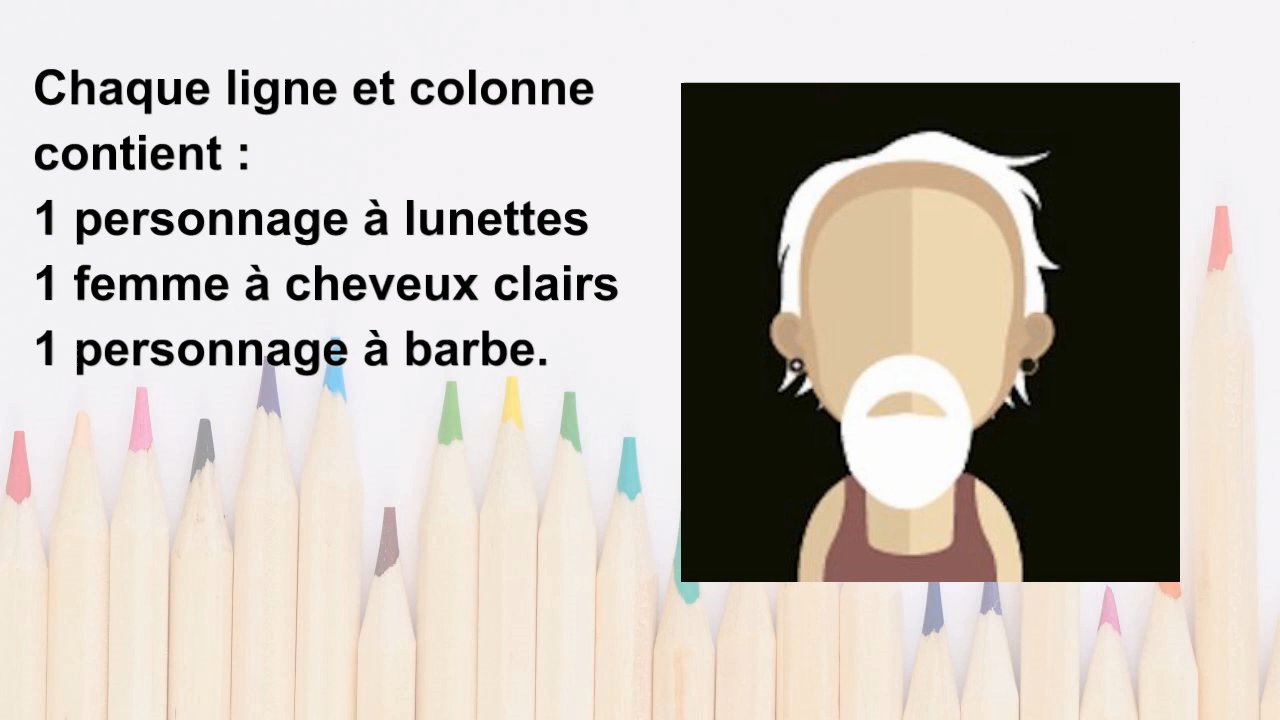 Chaque ligne et colonne
contient :
1 personnage à lunettes
1 femme à cheveux clairs
1 personnage à barbe.